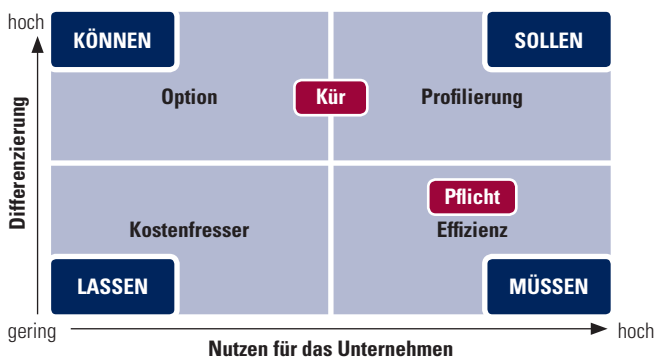 hoch
KÖNNEN
SOLLEN
Option
Kür
Profilierung
Differenzierung
Pflicht
Kostenfresser
Effizienz
LASSEN
MÜSSEN
gering
hoch
Nutzen für das Unternehmen